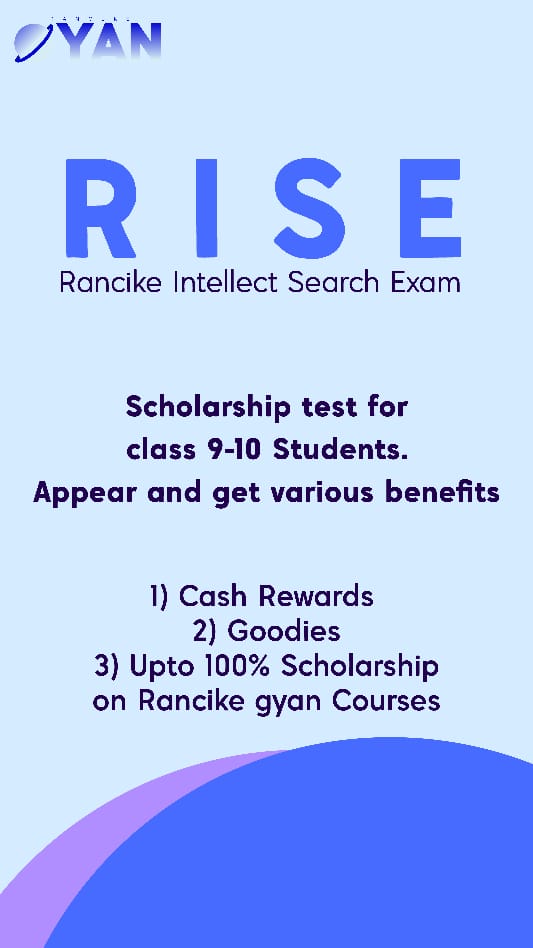 YAN
R I S E
Rancike Intellect Search Exam
Scholarship test for
class 9-10 Students.
Appear and get various benefits
1) Cash Rewards
2) Goodies
3) Upto 100% Scholarship
on Rancike gyan Courses